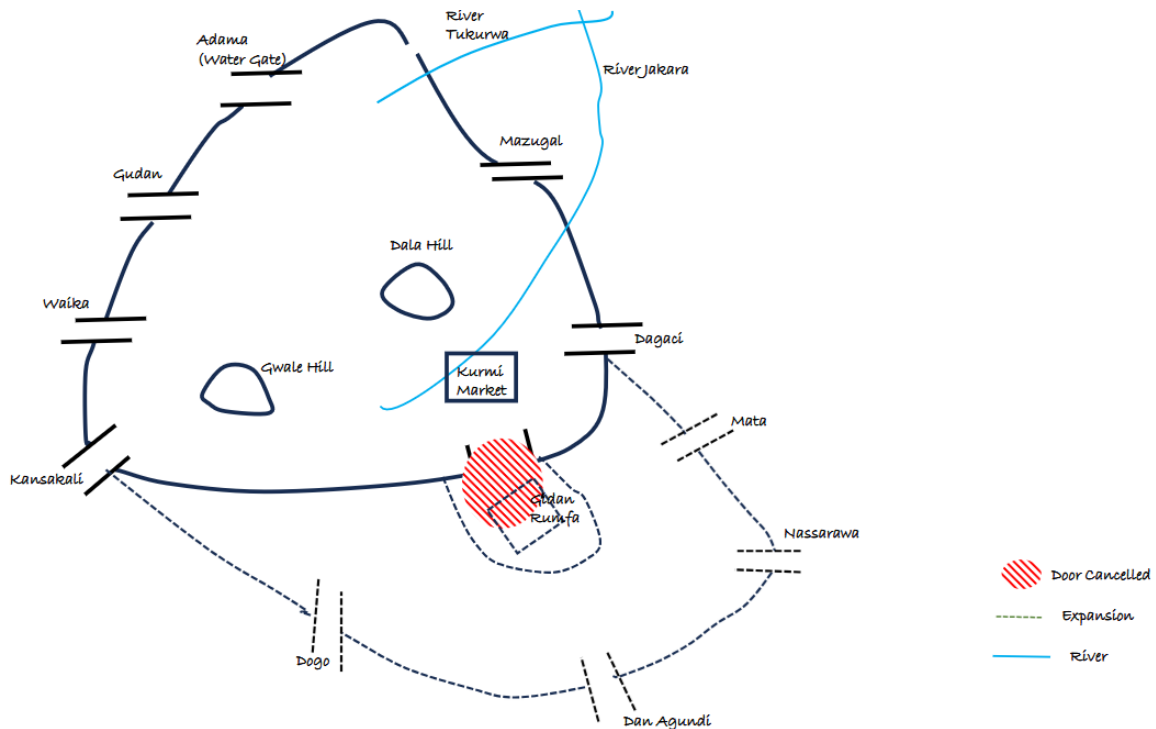 River
Tukurwa
Adama
(Water Gate)
River Jakara
Mazugal
Gudan
Dala Hill
Waika
Dagaci
Gwale Hill
Kurmi
Market
Mata
Kansakali
Gidan
Rumfa
Nassarawa
Door Cancelled
Expansion
River
Dogo
Dan Agundi